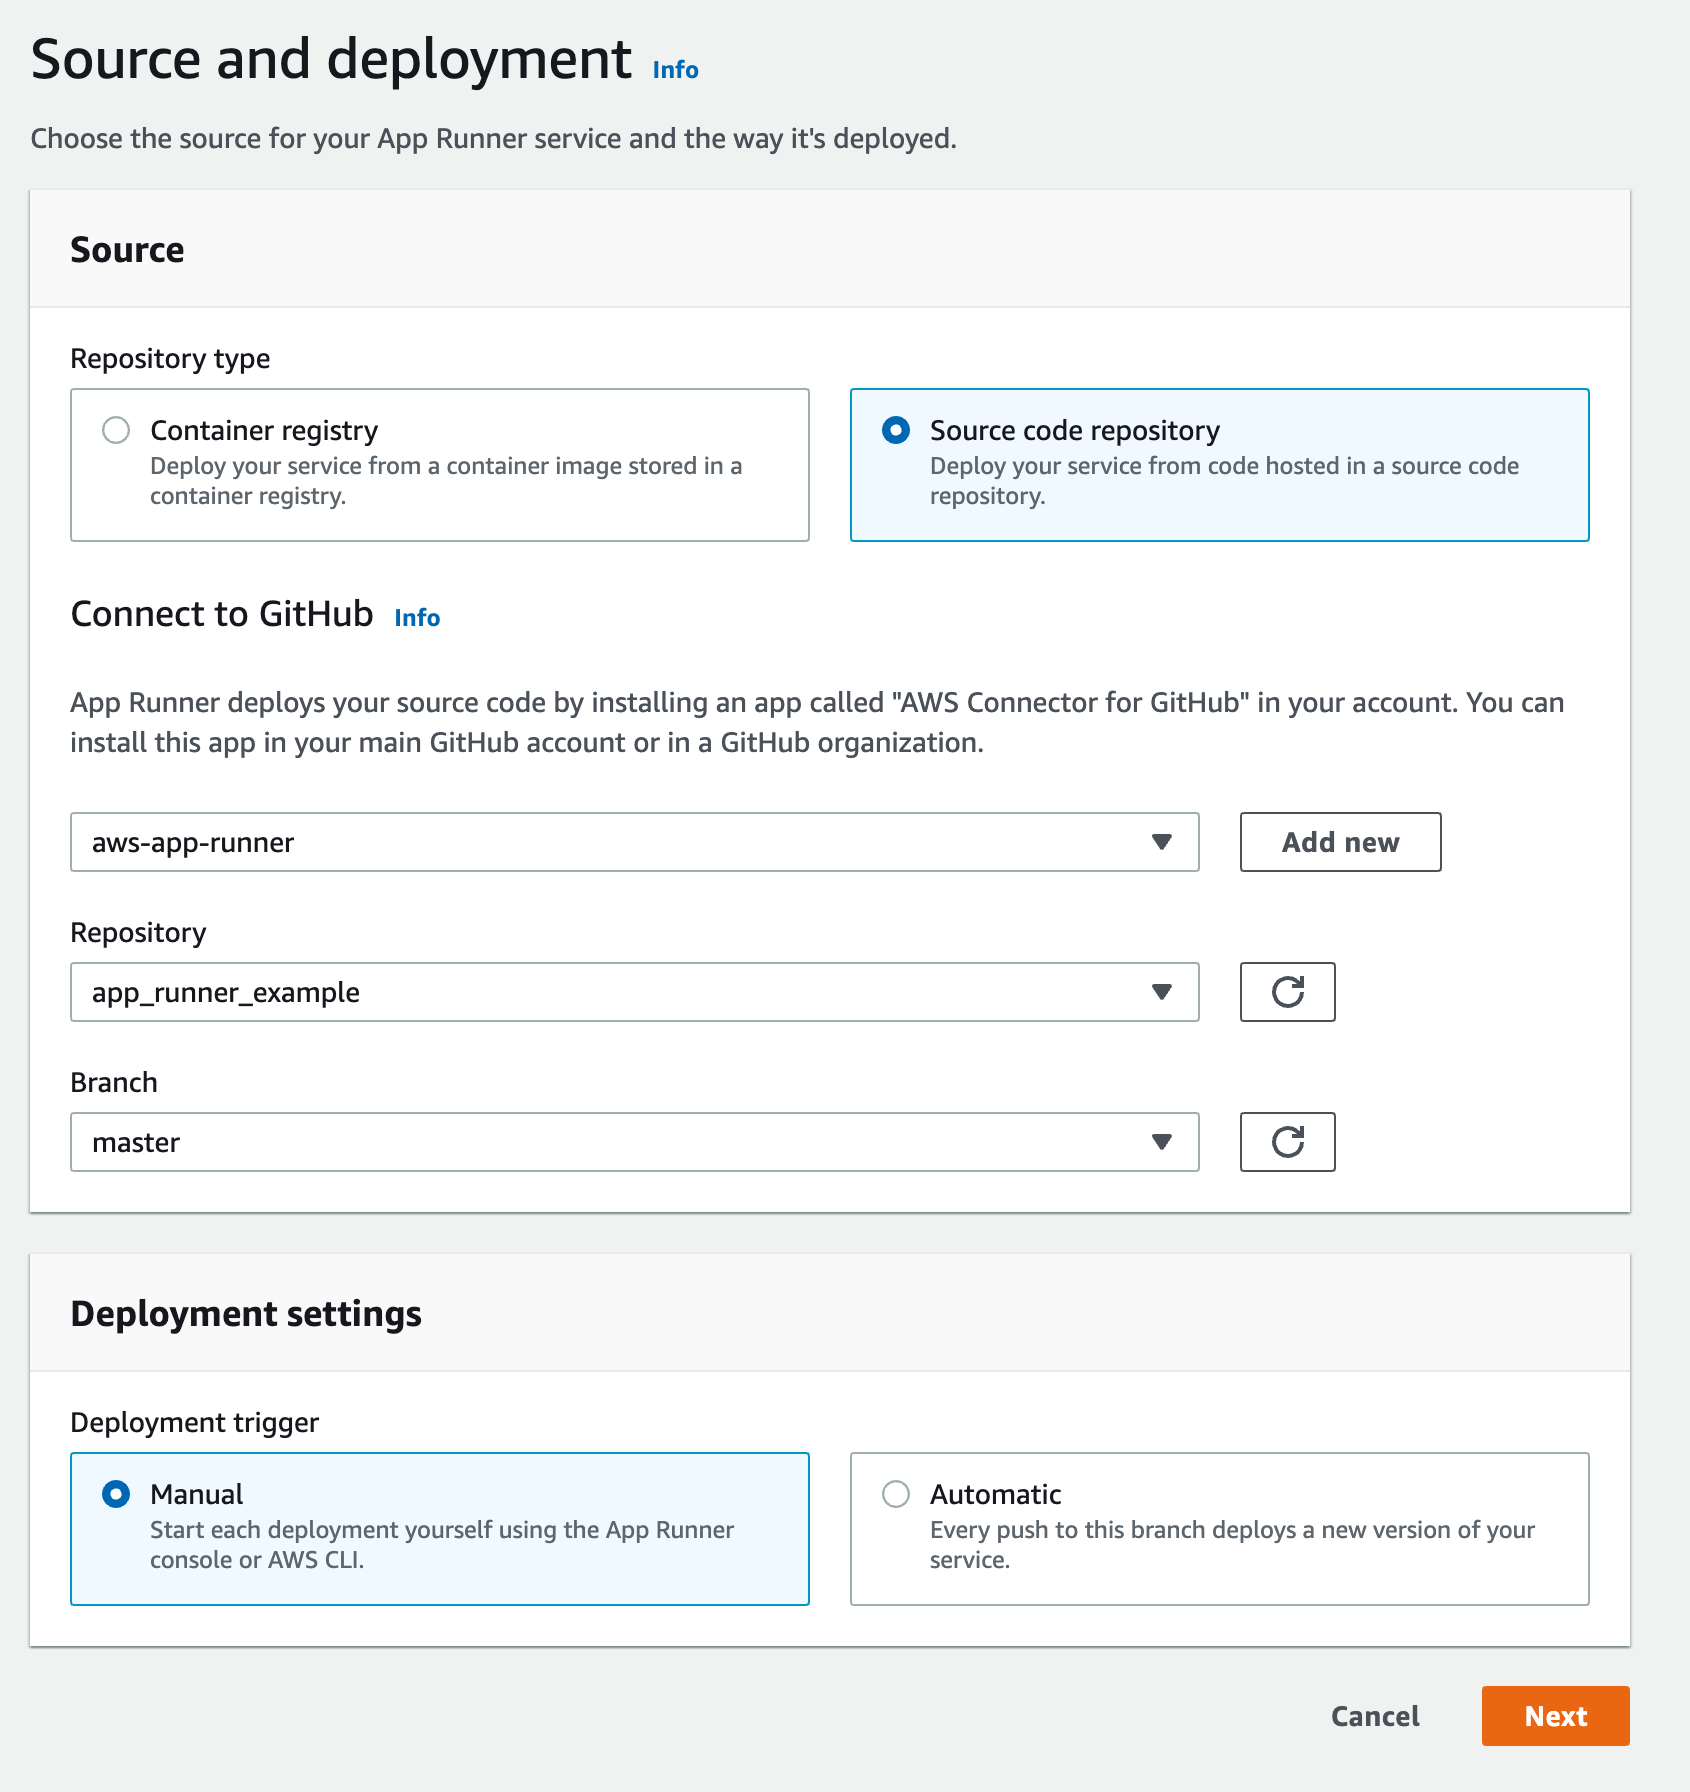 Source and deployment Info
Choose the source for your App Runner service and the way it's deployed.
Source
Repository type
Container registry
Deploy your service from a container image stored in a
container registry.
Source code repository
Deploy your service from code hosted in a source code
repository.
Connect to GitHub Info
App Runner deploys your source code by installing an app called "AWS Connector for GitHub" in your account. You can
install this app in your main GitHub account or in a GitHub organization.
aws-app-runner
Add new
Repository
app_runner_example
Branch
master
Deployment settings
Deployment trigger
Manual
Start each deployment yourself using the App Runner
console or AWS CLI.
Automatic
Every push to this branch deploys a new version of your
service.
Cancel
Next